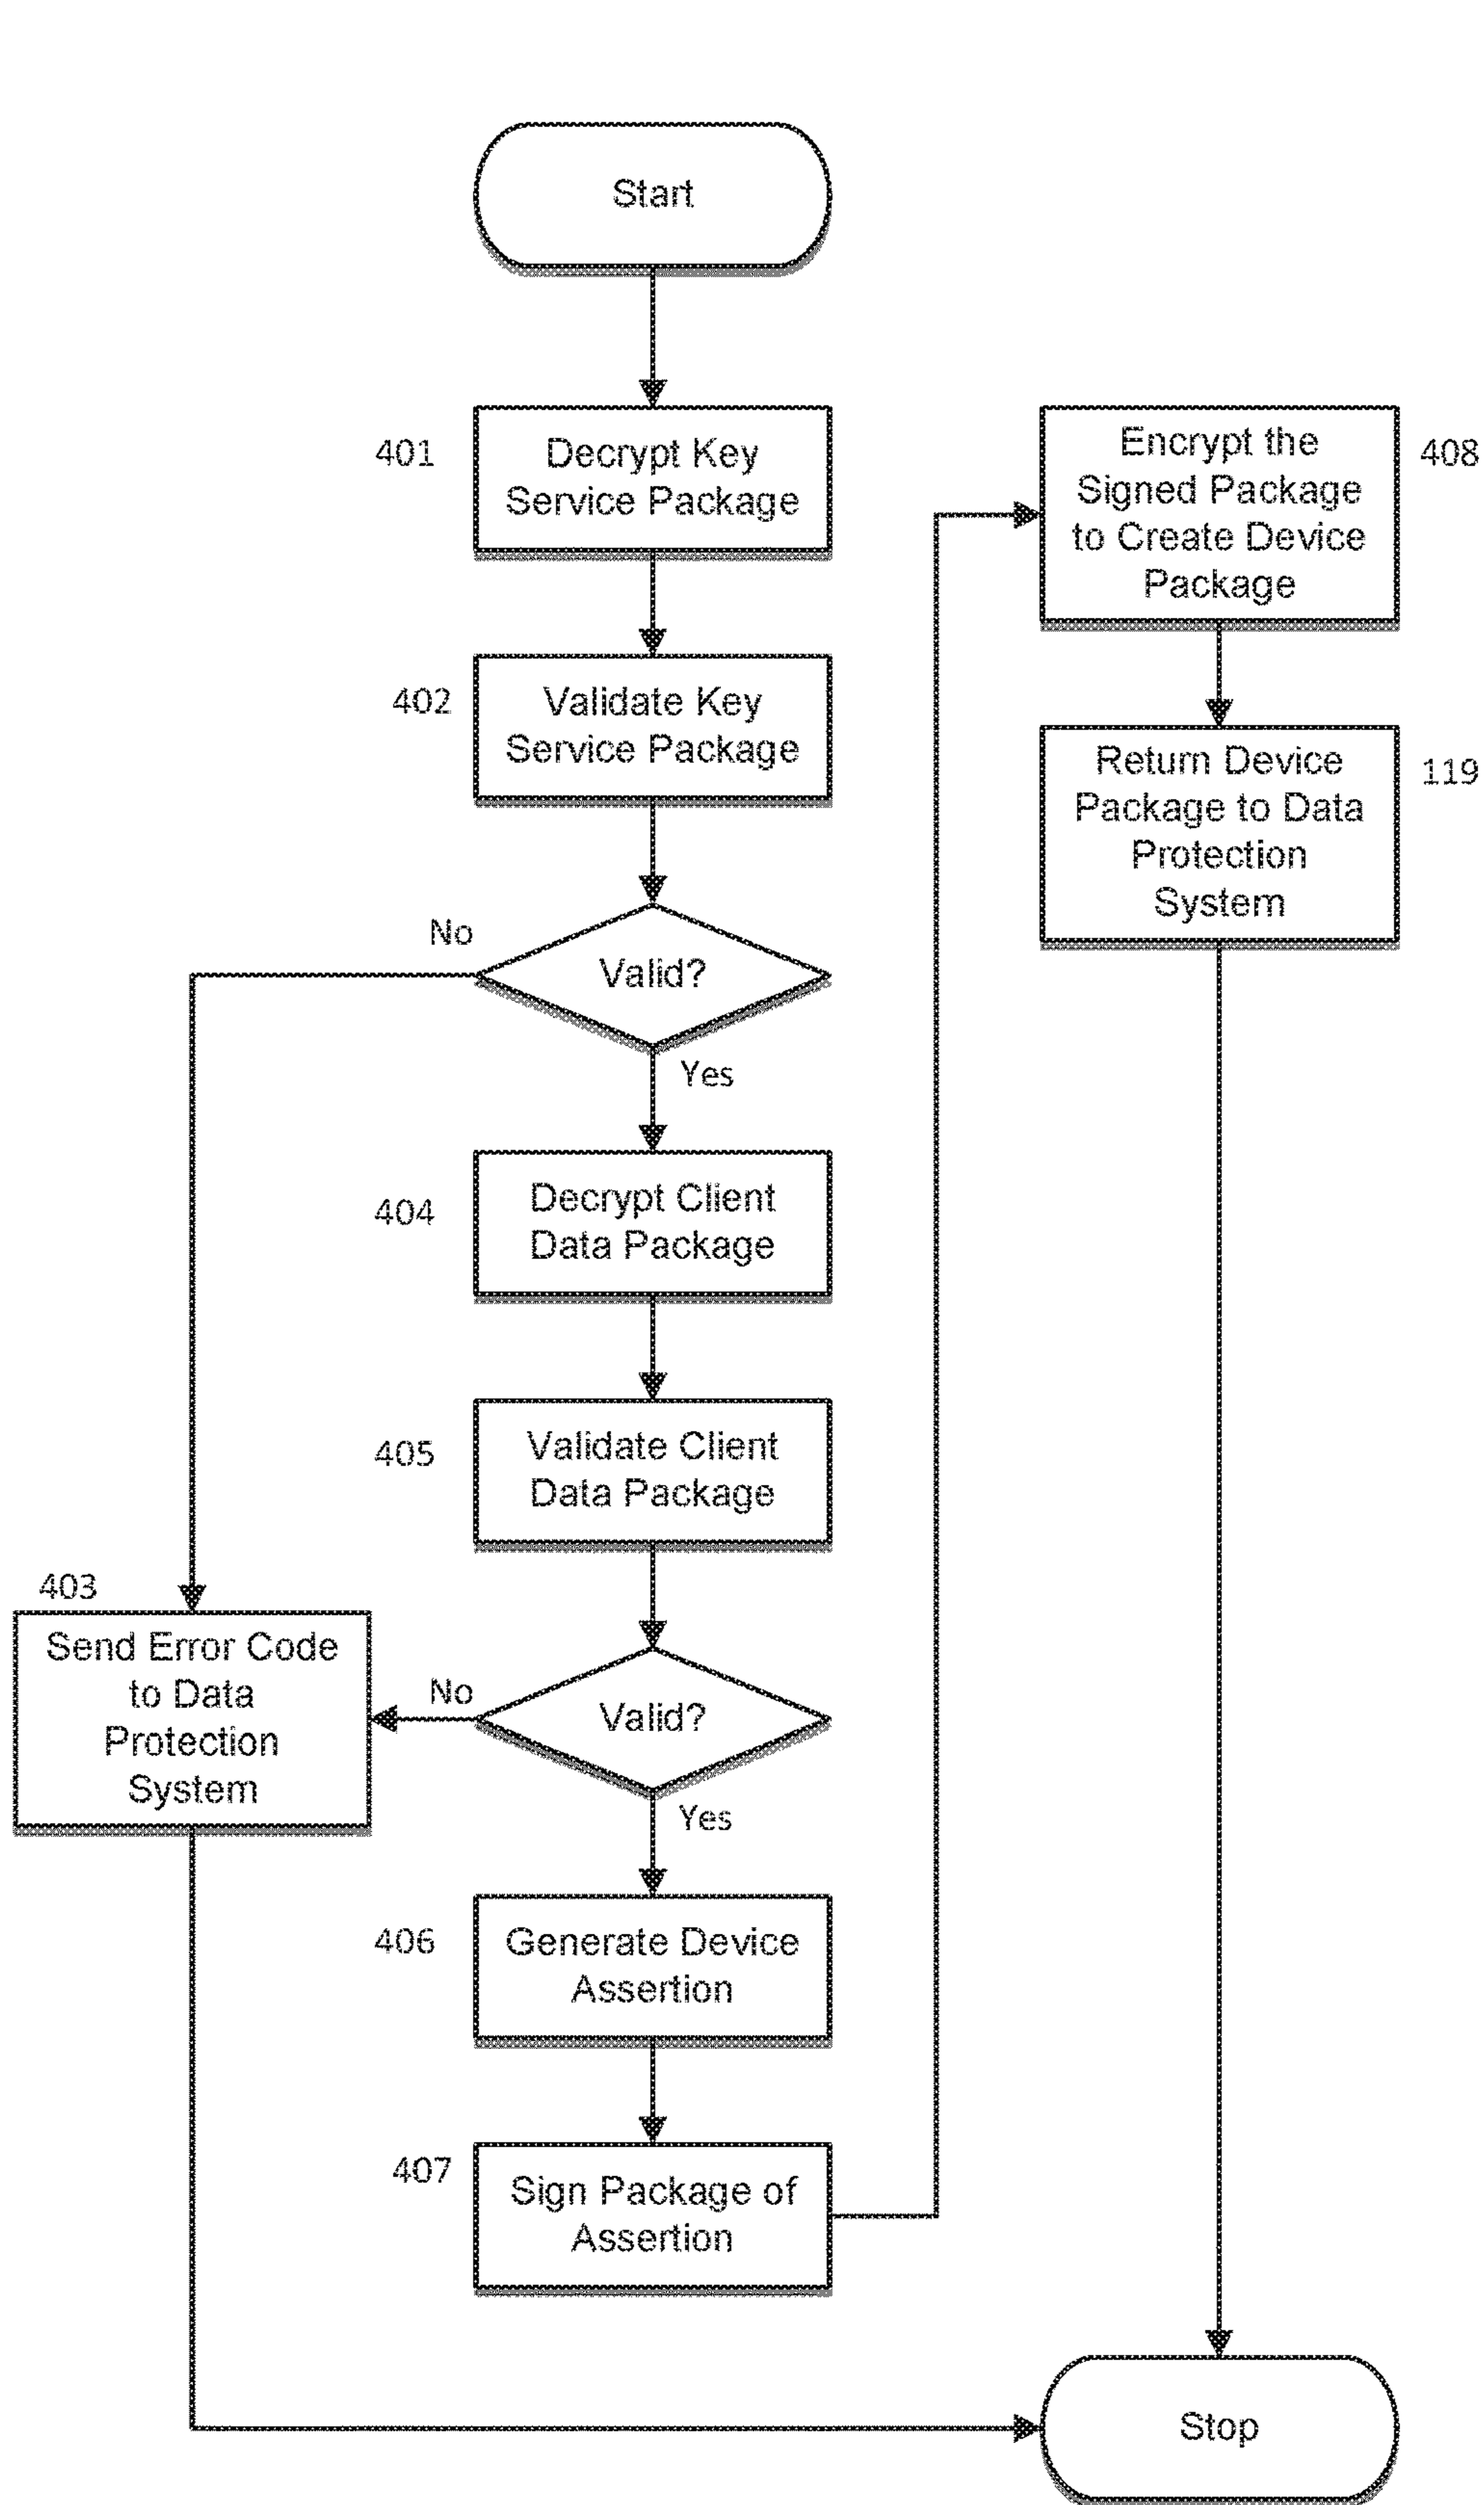 Start
401
Decrypt Key
Service Package
402
Validate Key
Service Package
No
Valid?
Yes
404
Decrypt Client
Data Package
405
Validate Client
Data Package
403
Send Error Code
to Data
Protection
System
No
Valid?
Yes
406
Generate Device
Assertion
407
Sign Package of
Assertion
Encrypt the
Signed Package
to Create Device
Package
408
Return Device
Package to Data
Protection
System
119
Stop